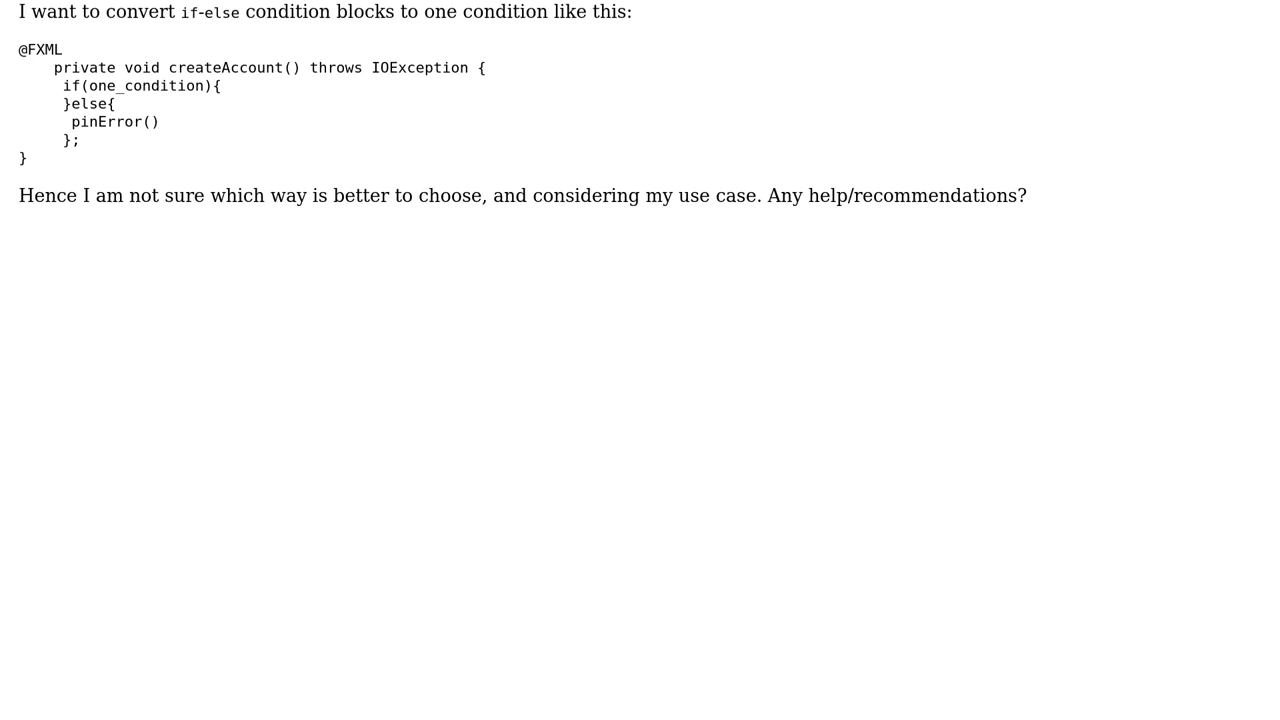 I want to convert if-else condition blocks to one condition like this:
@FXML
    private void createAccount() throws IOException {
     if(one_condition){
     }else{
      pinError()
     };
}
Hence I am not sure which way is better to choose, and considering my use case. Any help/recommendations?